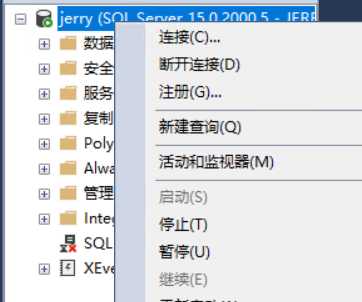 jerry (SQL Server 15.0.2000.5 - JERR
数据
安全
服务
复制
Poly
Alwa
管理
Integ
SQL
XEve
连接(C)...
断开连接(D)
注册(G)...
新建查询(Q)
活动和监视器(M)
启动(S)
停止(T)
暂停(U)
继续(E)